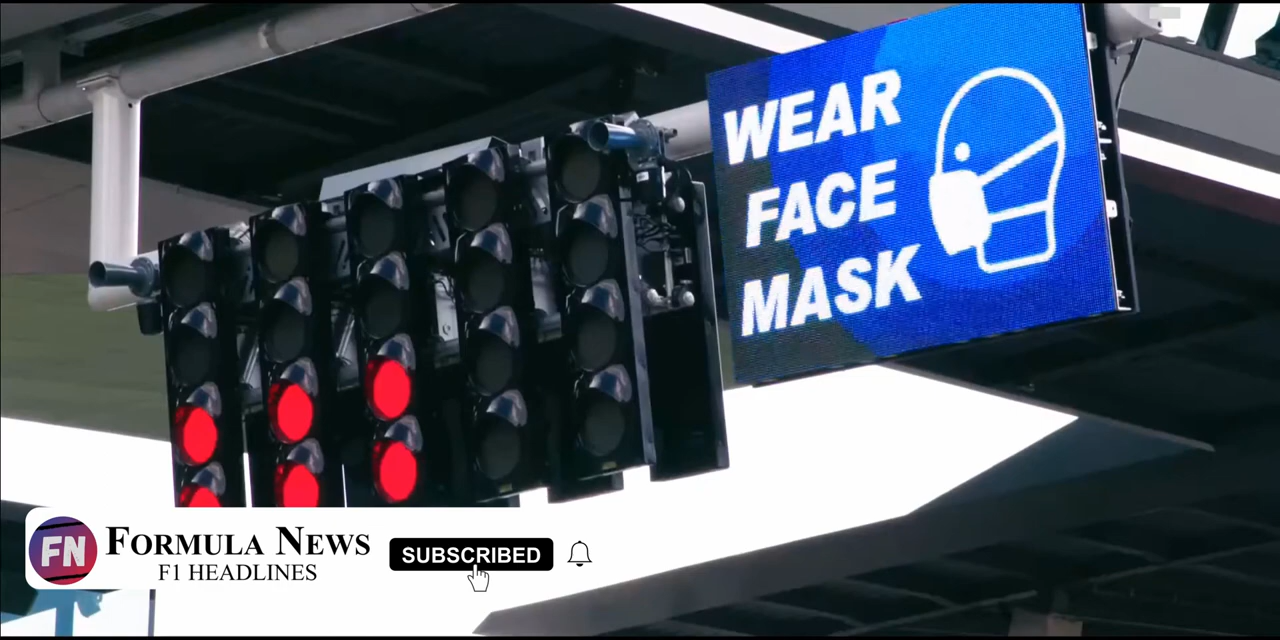 WEAR
FACE
MASK
FN
FORMULA NEWS
F1 HEADLINES
SUBSCRIBED